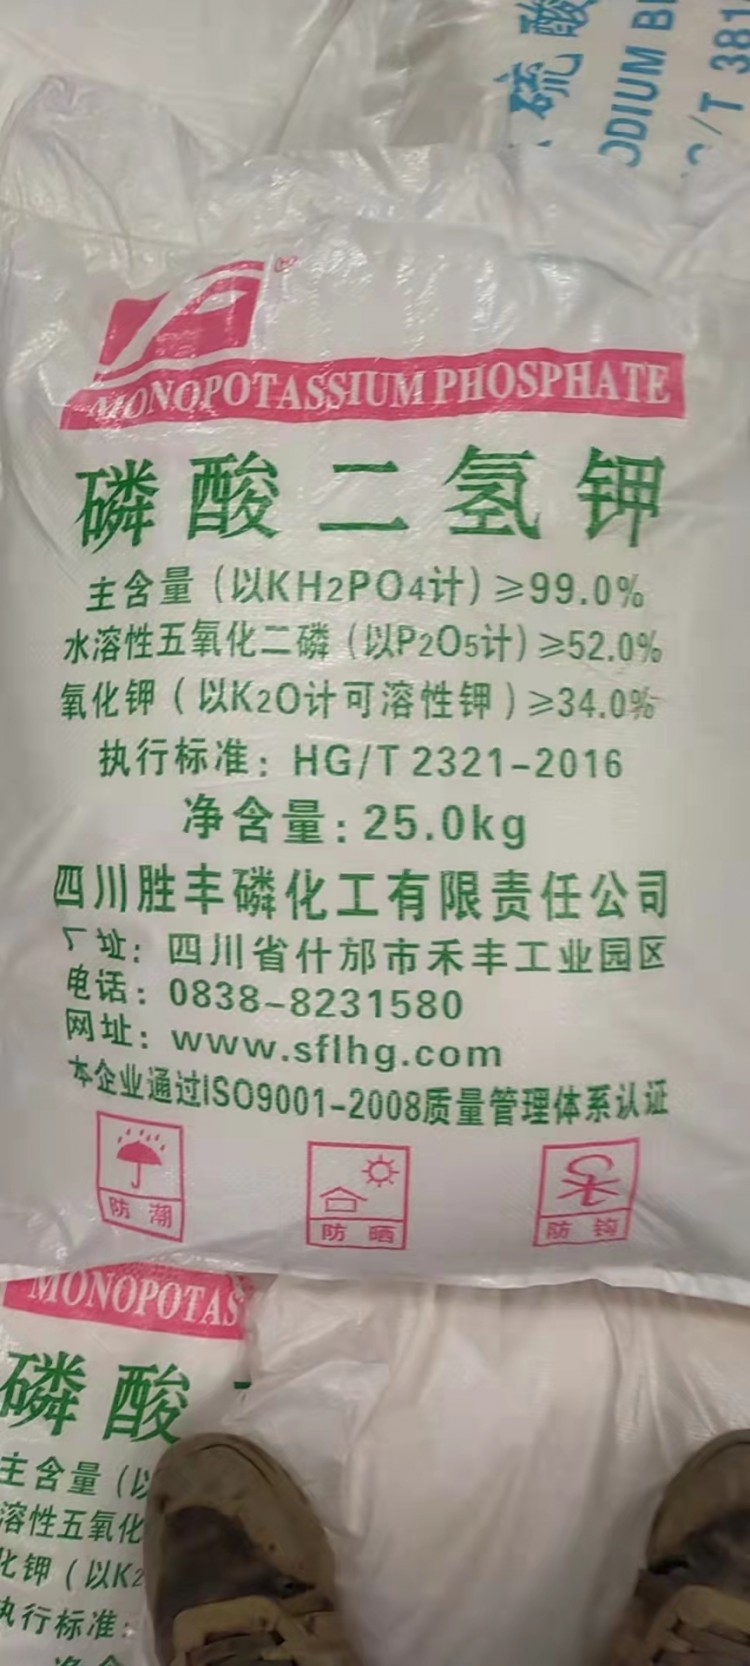 硫酸
ODIUM BI
/T 381
®
MONOPOTASSIUM PHOSPHATE
磷酸二氢钾
主含量（以KH2PO4计）≥99.0%
水溶性五氧化二磷（以P2O5计）≥52.0%
氧化钾（以K2O计可溶性钾）≥34.0%
执行标准：HG/T 2321-2016
净含量：25.0kg
四川胜丰磷化工有限责任公司
厂址：四川省什邡市禾丰工业园区
电话：0838-8231580
网址：www.sflhg.com
本企业通过ISO9001-2008质量管理体系认证
防潮
防晒
防钩
MONOPOTAS
磷酸
主含量（以
溶性五氧化
化钾（以K2
执行标准：
净含